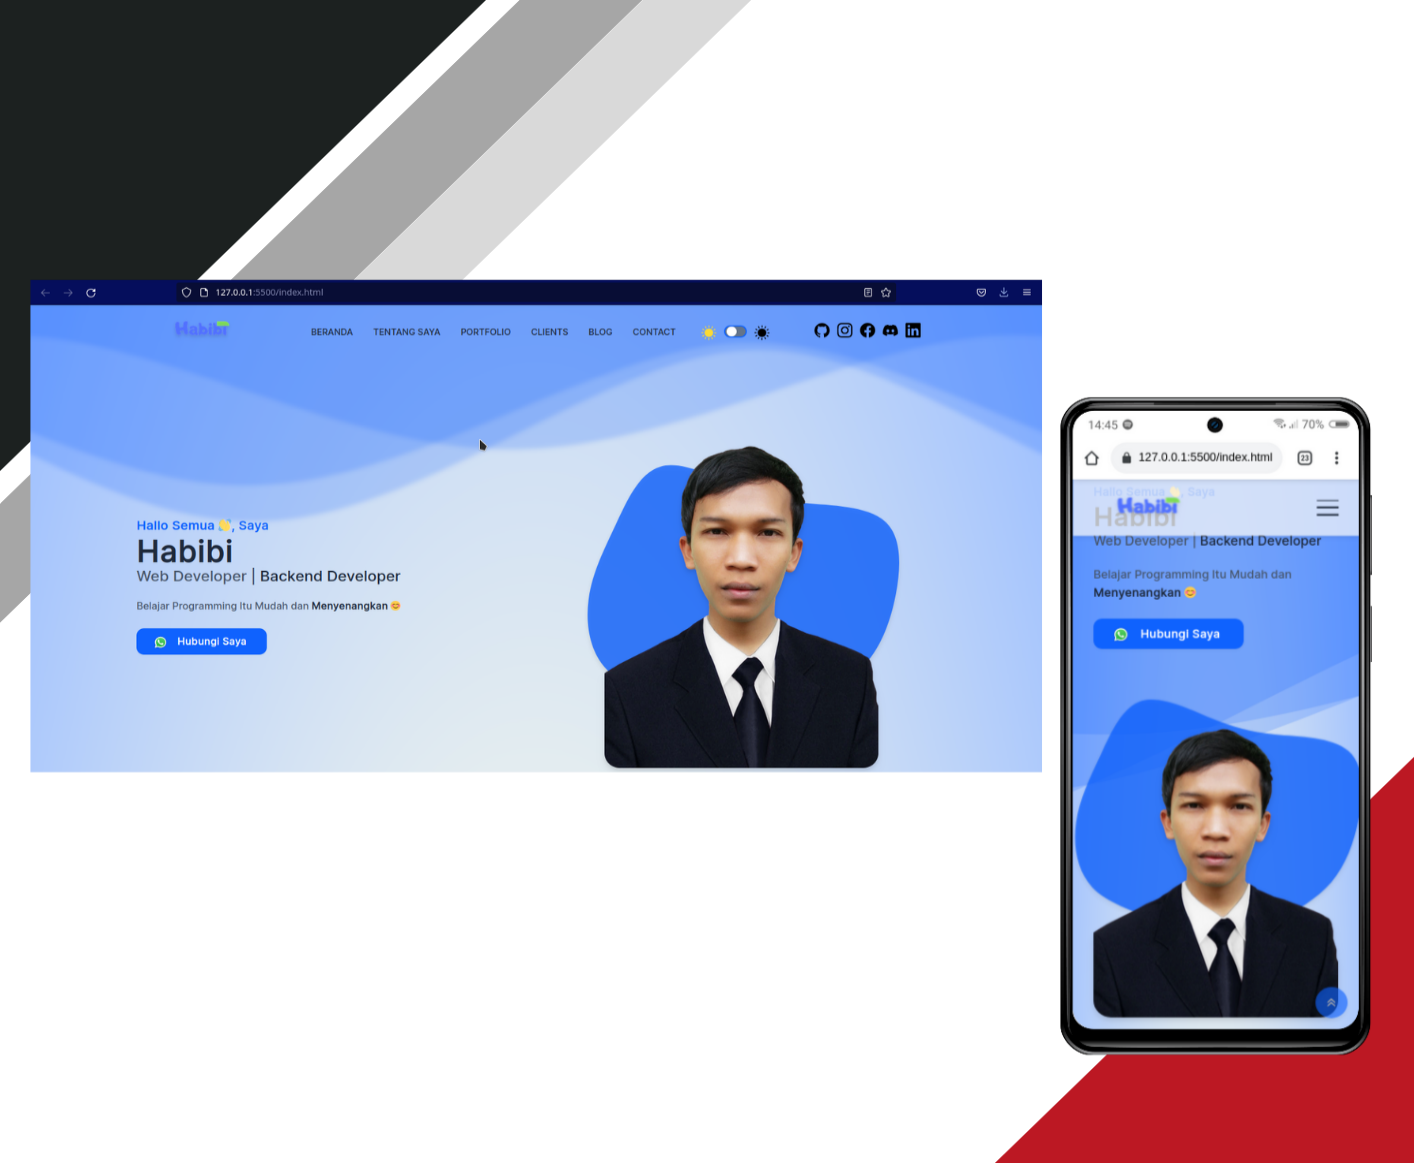 127.0.0.1:5500/index.html
Habibi
BERANDA TENTANG SAYA PORTFOLIO CLIENTS BLOG CONTACT
Hallo Semua 👋, Saya
Habibi
Web Developer | Backend Developer
Belajar Programming Itu Mudah dan Menyenangkan 😊
Hubungi Saya
14:45 70%
127.0.0.1:5500/index.html 23
Hallo Semua 👋, Saya
Habibi
Habibi
Web Developer | Backend Developer
Belajar Programming Itu Mudah dan
Menyenangkan 😊
Hubungi Saya